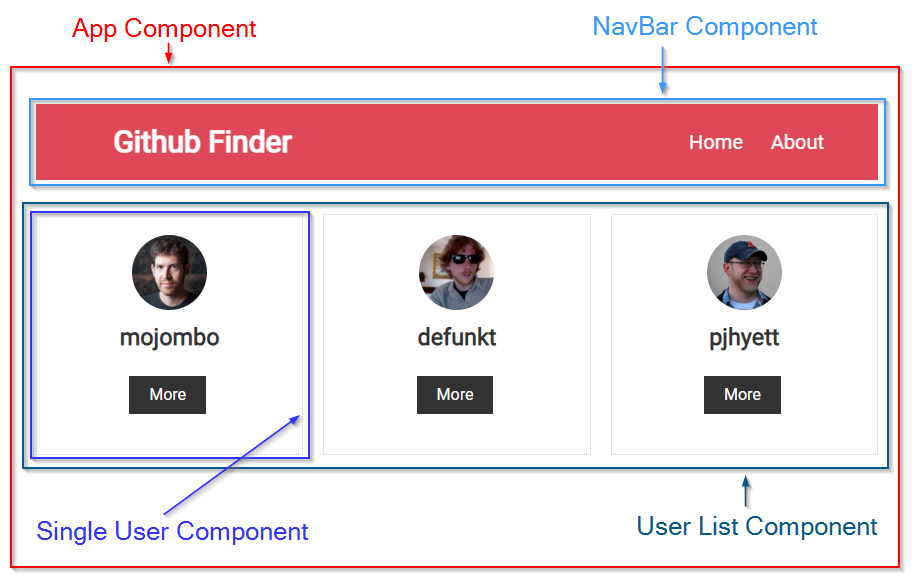 App Component
NavBar Component
Github Finder
Home
About
mojombo
defunkt
pjhyett
More
More
More
Single User Component
User List Component